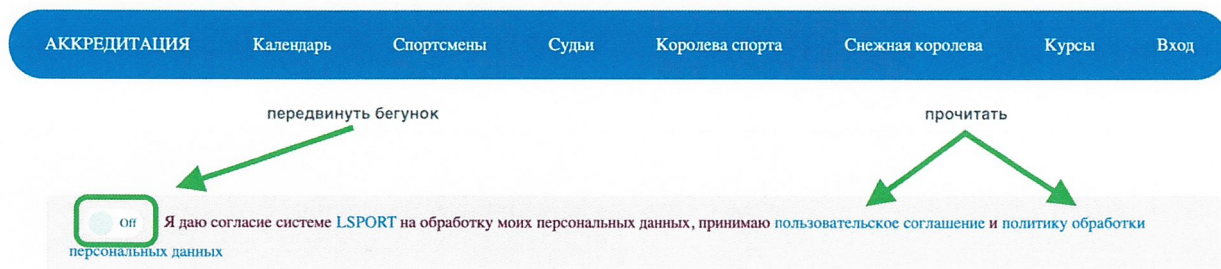 АККРЕДИТАЦИЯ Календарь Спортсмены Судьи Королева спорта Снежная королева Курсы Вход
передвинуть бегунок прочитать
Off Я даю согласие системе LSPORT на обработку моих персональных данных, принимаю пользовательское соглашение и политику обработки
персональных данных